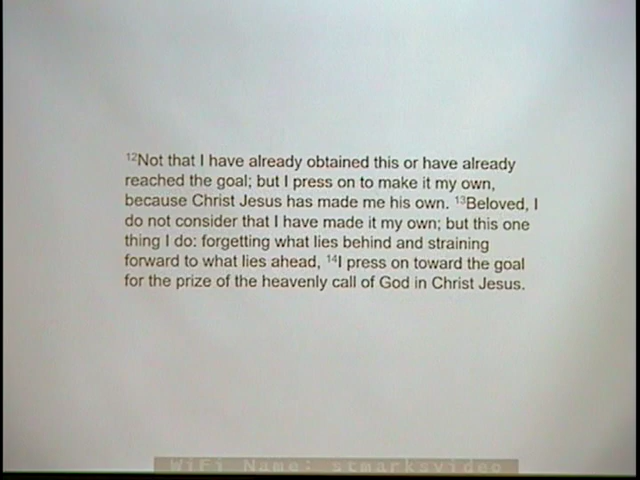 ¹²Not that I have already obtained this or have already
reached the goal; but I press on to make it my own,
because Christ Jesus has made me his own. ¹³Beloved, I
do not consider that I have made it my own; but this one
thing I do: forgetting what lies behind and straining
forward to what lies ahead, ¹⁴I press on toward the goal
for the prize of the heavenly call of God in Christ Jesus.
WiFi Name: stmarksvideo